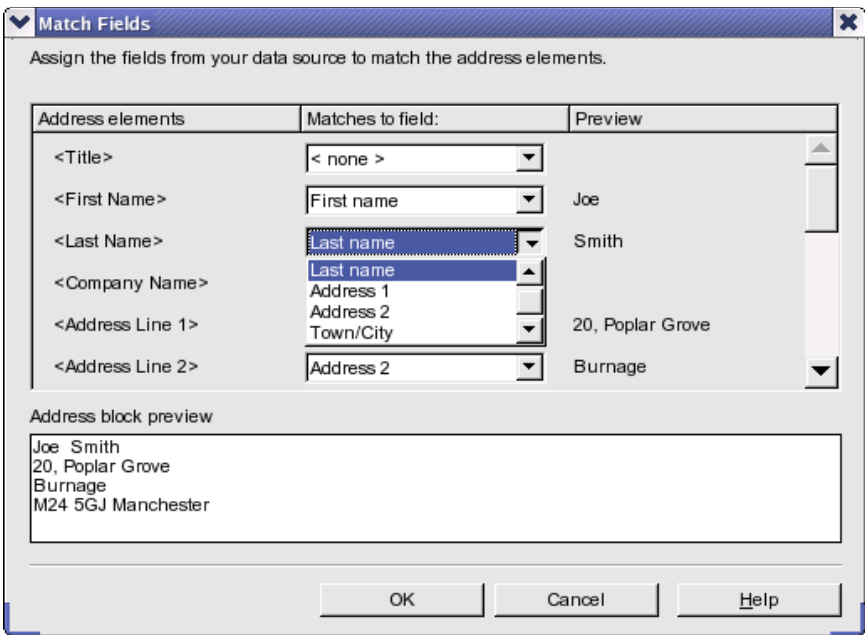 Match Fields
Assign the fields from your data source to match the address elements.
Address elements Matches to field: Preview
<Title> < none >
<First Name> First name Joe
<Last Name> Last name Smith
Last name
<Company Name>
Address 1
Address 2
<Address Line 1> Town/City 20, Poplar Grove
<Address Line 2> Address 2 Burnage
Address block preview
Joe  Smith
20, Poplar Grove
Burnage
M24 5GJ Manchester
OK Cancel Help